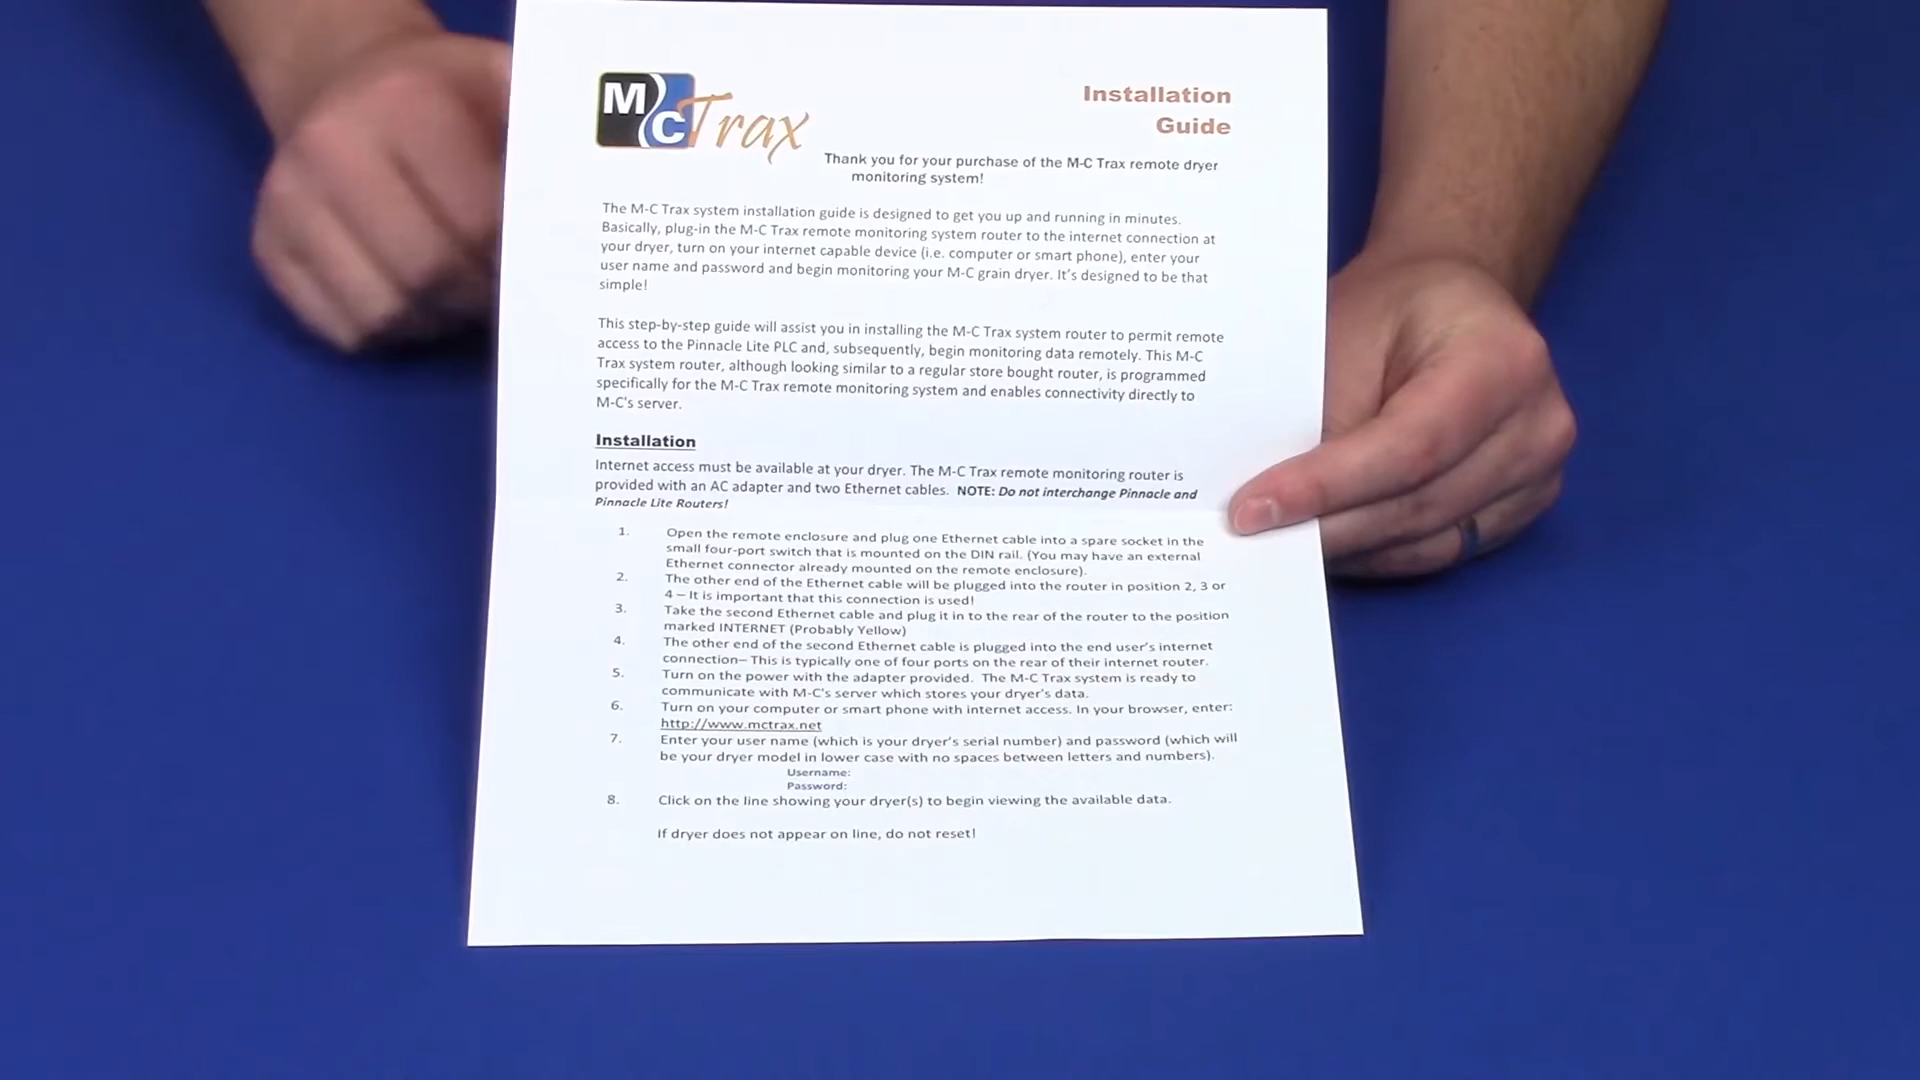 MC Trax
Installation
Guide
Thank you for your purchase of the M-C Trax remote dryer
monitoring system!
The M-C Trax system installation guide is designed to get you up and running in minutes.
Basically, plug-in the M-C Trax remote monitoring system router to the internet connection at
your dryer, turn on your internet capable device (i.e. computer or smart phone), enter your
user name and password and begin monitoring your M-C grain dryer. It's designed to be that
simple!
This step-by-step guide will assist you in installing the M-C Trax system router to permit remote
access to the Pinnacle Lite PLC and, subsequently, begin monitoring data remotely. This M-C
Trax system router, although looking similar to a regular store bought router, is programmed
specifically for the M-C Trax remote monitoring system and enables connectivity directly to
M-C's server.
Installation
Internet access must be available at your dryer. The M-C Trax remote monitoring router is
provided with an AC adapter and two Ethernet cables. NOTE: Do not interchange Pinnacle and
Pinnacle Lite Routers!
1. Open the remote enclosure and plug one Ethernet cable into a spare socket in the
small four-port switch that is mounted on the DIN rail. (You may have an external
Ethernet connector already mounted on the remote enclosure).
2. The other end of the Ethernet cable will be plugged into the router in position 2, 3 or
4 – It is important that this connection is used!
3. Take the second Ethernet cable and plug it in to the rear of the router to the position
marked INTERNET (Probably Yellow)
4. The other end of the second Ethernet cable is plugged into the end user's internet
connection– This is typically one of four ports on the rear of their internet router.
5. Turn on the power with the adapter provided. The M-C Trax system is ready to
communicate with M-C's server which stores your dryer's data.
6. Turn on your computer or smart phone with internet access. In your browser, enter:
http://www.mctrax.net
7. Enter your user name (which is your dryer's serial number) and password (which will
be your dryer model in lower case with no spaces between letters and numbers).
Username:
Password:
8. Click on the line showing your dryer(s) to begin viewing the available data.
If dryer does not appear on line, do not reset!